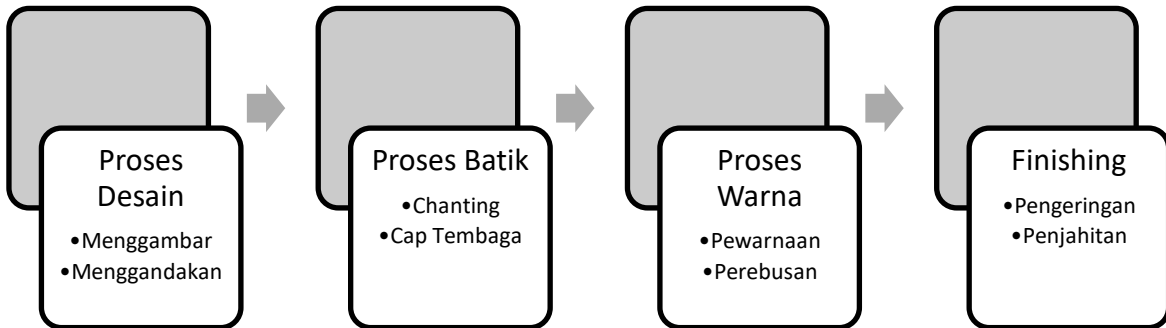 Proses
Desain
•Menggambar
•Menggandakan
Proses Batik
•Chanting
•Cap Tembaga
Proses
Warna
•Pewarnaan
•Perebusan
Finishing
•Pengeringan
•Penjahitan